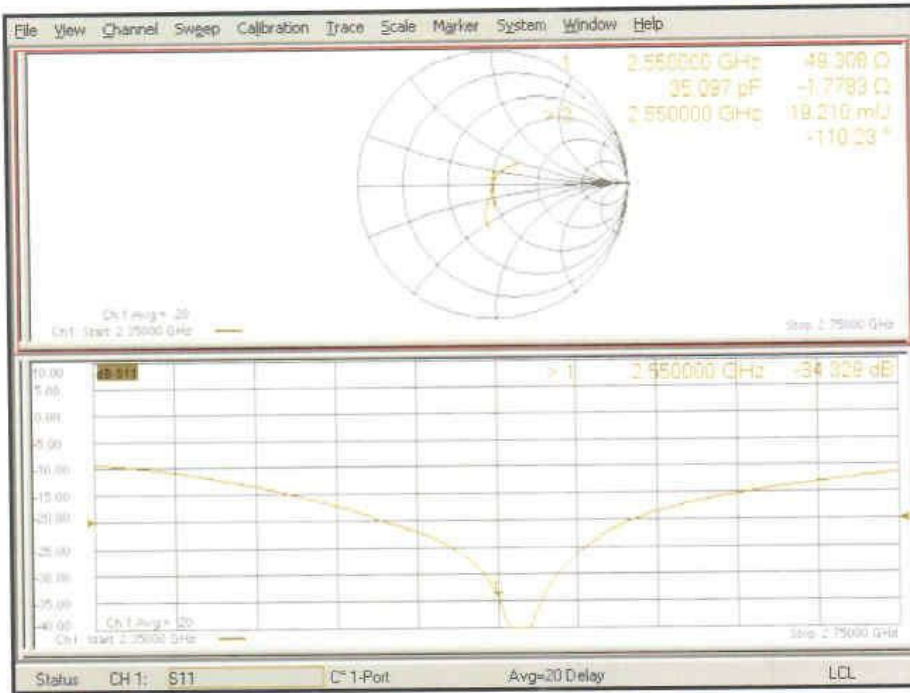 File View Channel Sweep Calibration Trace Scale Marker System Window Help
1 2.550000 GHz 49.308 Ω
35.097 pF -1.7783 Ω
> 2 2.550000 GHz 19.210 mU
-110.23 °
Ch 1 Avg = 20
Ch1: Start 2.35000 GHz
Stop 2.75000 GHz
10.00
dB S11
> 1 2.550000 GHz -34.329 dB
5.00
0.00
-5.00
-10.00
-15.00
-20.00
-25.00
-30.00
-35.00
-40.00
Ch 1 Avg = 20
Ch1: Start 2.35000 GHz
Stop 2.75000 GHz
Status CH 1: S11 C* 1-Port Avg=20 Delay LCL